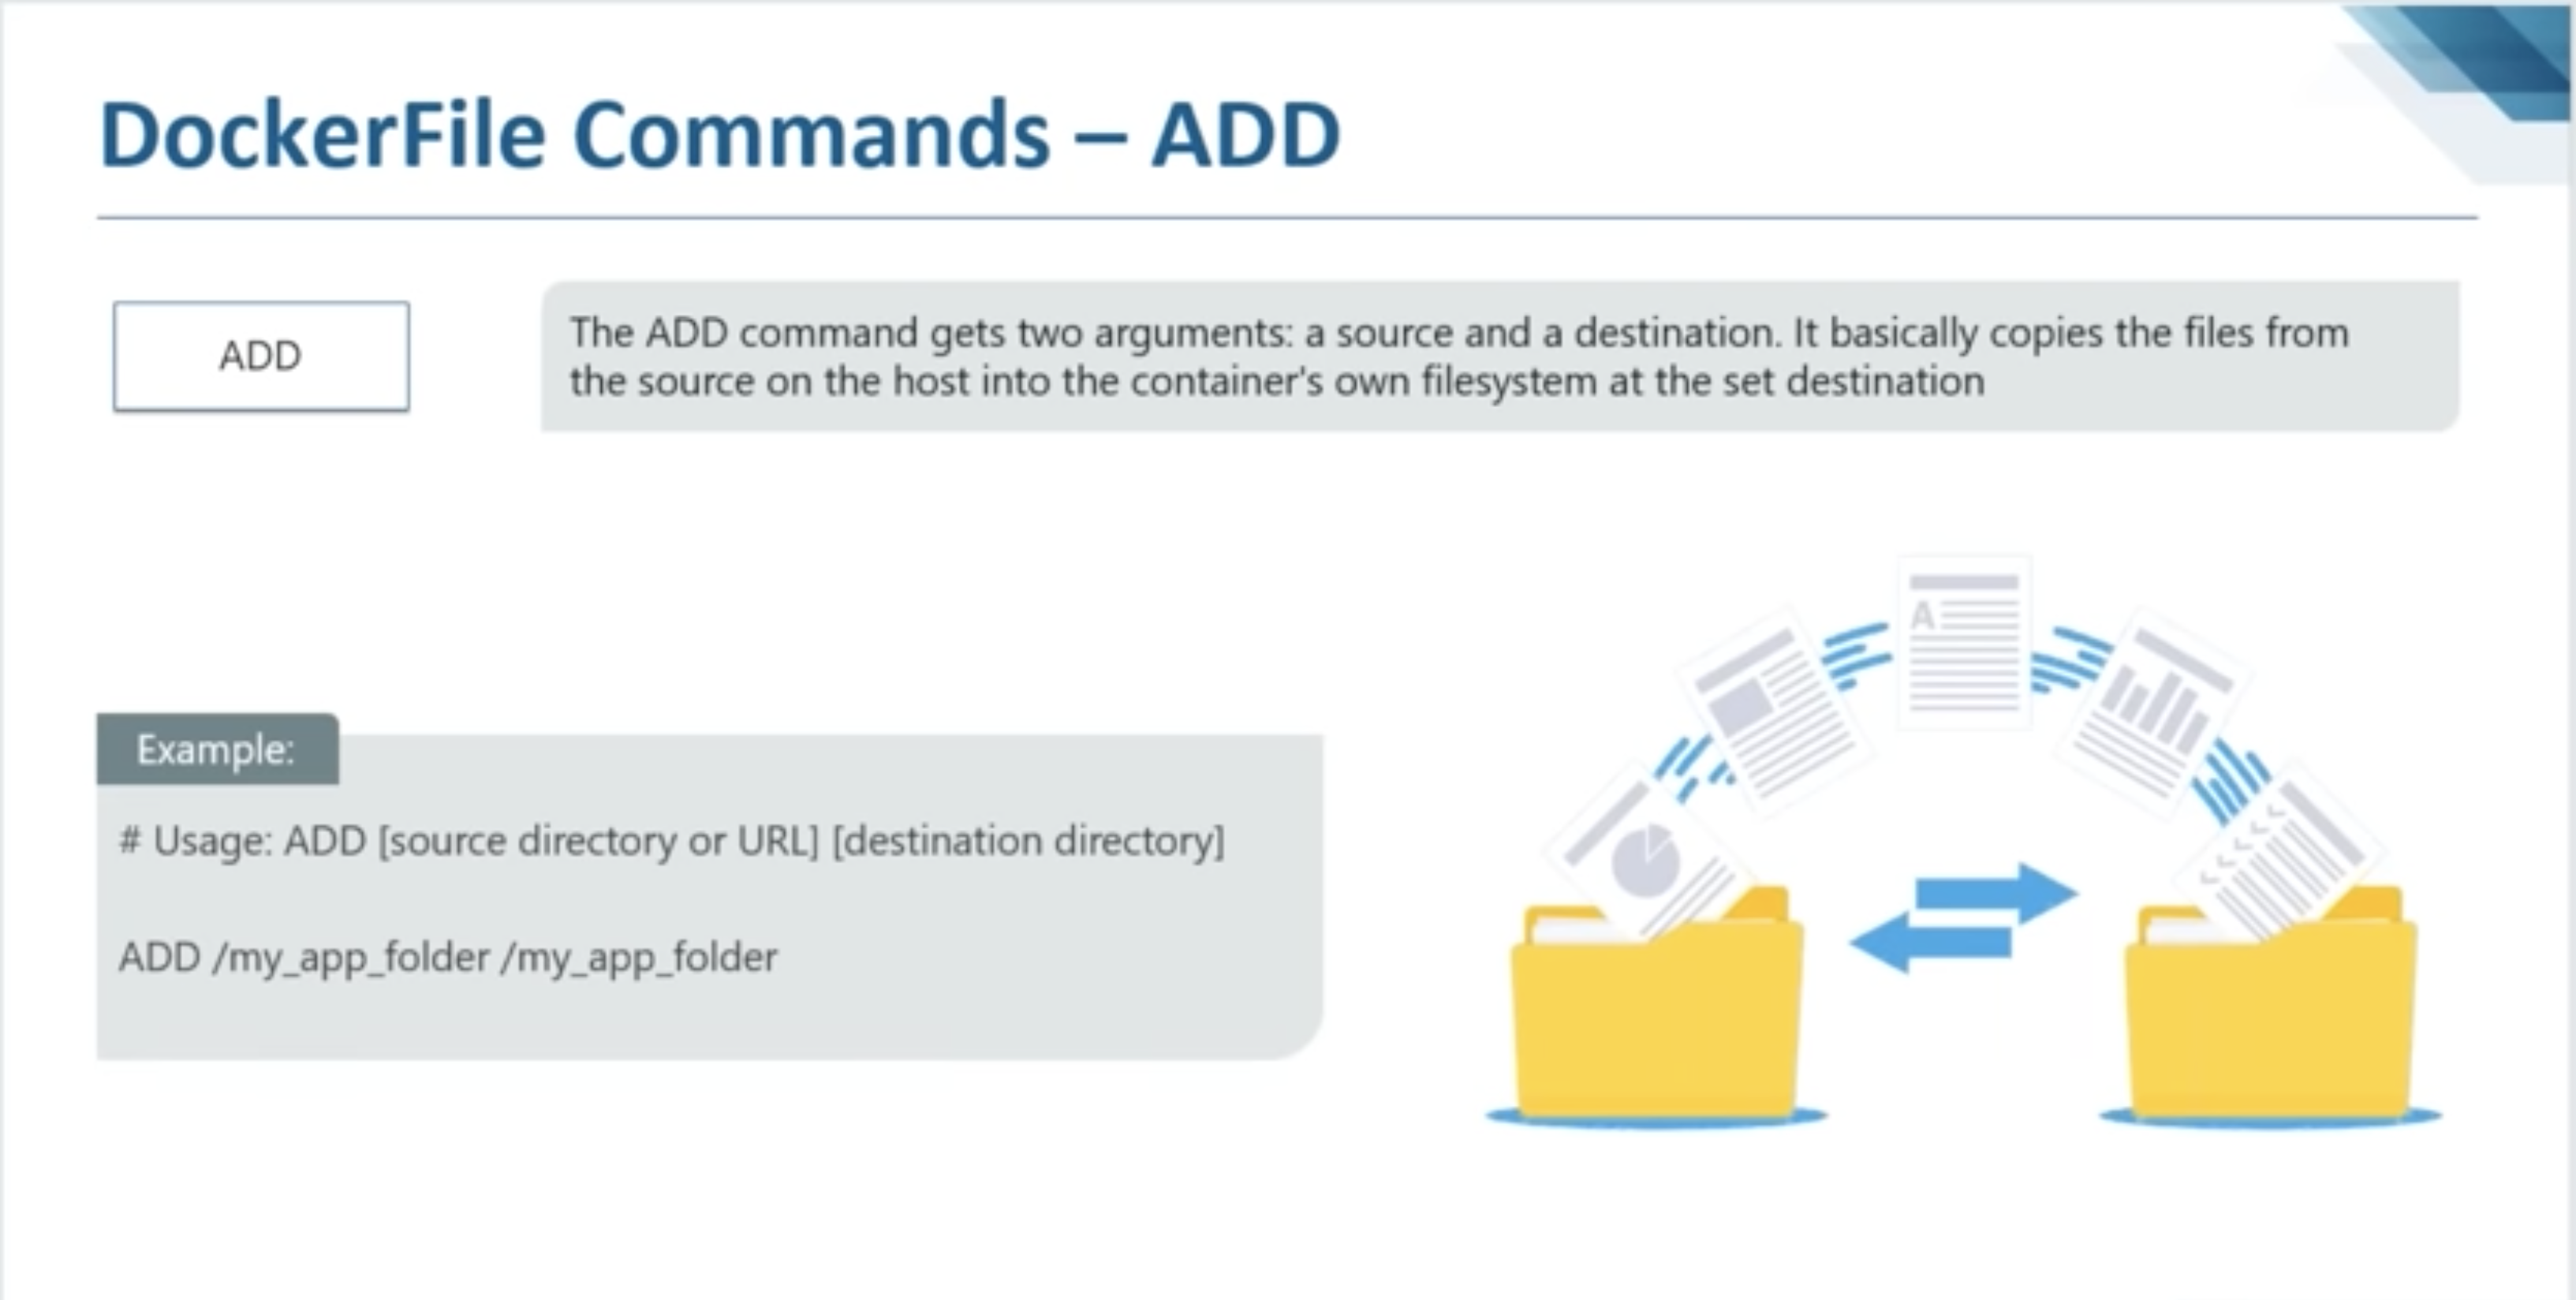 DockerFile Commands – ADD
ADD
The ADD command gets two arguments: a source and a destination. It basically copies the files from
the source on the host into the container's own filesystem at the set destination
Example:
# Usage: ADD [source directory or URL] [destination directory]
ADD /my_app_folder /my_app_folder
A